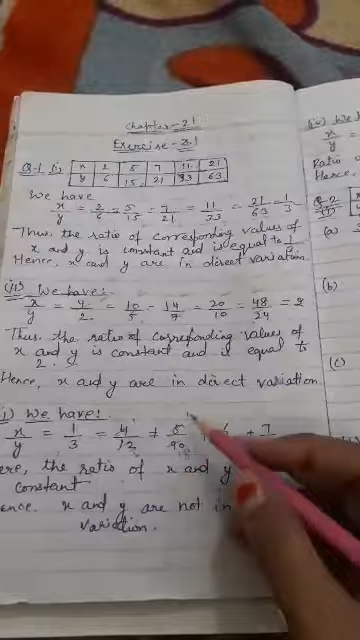 Chapter-21
Exercise-21
Q-1 (i) x 2 5 7 11 21
y 6 15 21 33 63
We have
x/y = 2/6 = 5/15 = 7/21 = 11/33 = 21/63 = 1/3
Thus, the ratio of corresponding values of
x and y is constant and is equal to 1/3.
Hence, x and y are in direct variation.
(ii) We have:
x/y = 4/2 = 10/5 = 14/7 = 20/10 = 48/24 = 2
Thus, the ratio of corresponding values of
x and y is constant and is equal to
2.
Hence, x and y are in direct variation
We have:
x/y = 1/3 = 4/12 ≠ 5
the ratio of x and y
constant
x and y are not in
variation.
(iv) We h
x/y =
Ratio of
Hence.
Q-2
(a)
(b)
(c)